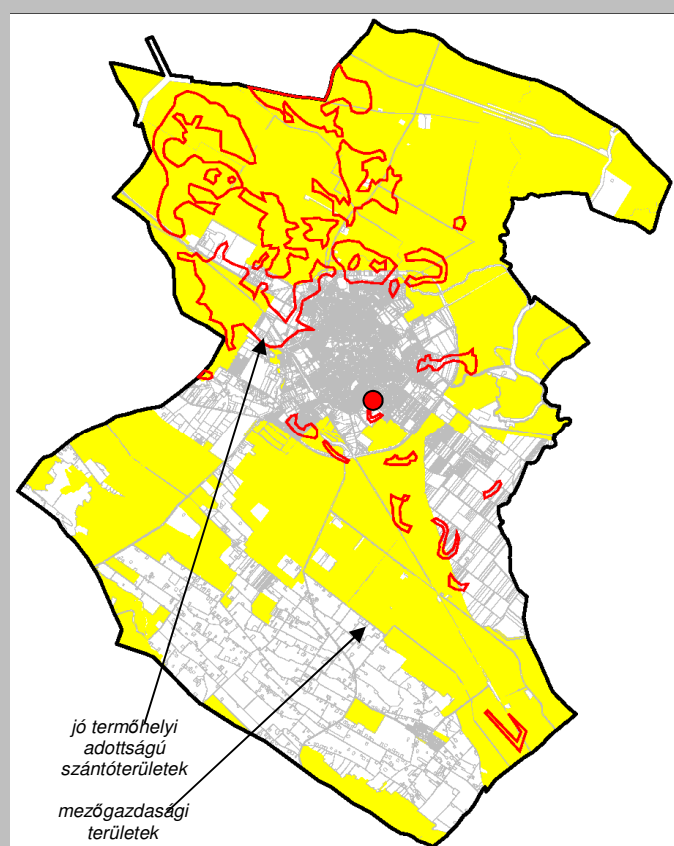 jó termőhelyi
adottságú
szántóterületek
mezőgazdasági
területek